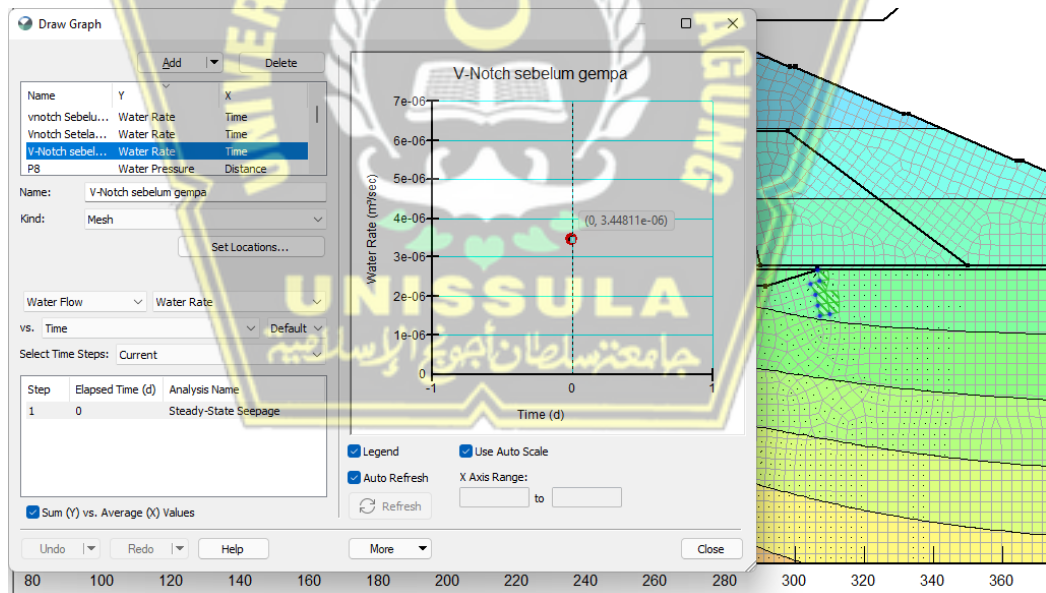 Draw Graph
Add
Delete
Name Y X
vnotch Sebelu... Water Rate Time
Vnotch Setela... Water Rate Time
V-Notch sebel... Water Rate Time
P8 Water Pressure Distance
Name: V-Notch sebelum gempa
Kind: Mesh
Set Locations...
Water Flow Water Rate
vs. Time Default
Select Time Steps: Current
Step Elapsed Time (d) Analysis Name
1 0 Steady-State Seepage
Sum (Y) vs. Average (X) Values
Undo Redo Help
V-Notch sebelum gempa
Water Rate (m³/sec)
7e-06
6e-06
5e-06
4e-06
3e-06
2e-06
1e-06
0
(0, 3.44811e-06)
-1 0 1
Time (d)
Legend Use Auto Scale
Auto Refresh X Axis Range:
Refresh to
More Close
80 100 120 140 160 180 200 220 240 260 280 300 320 340 360
AGUNG
UNISSULA
جامعتنسلطان أجونج الإسلامية